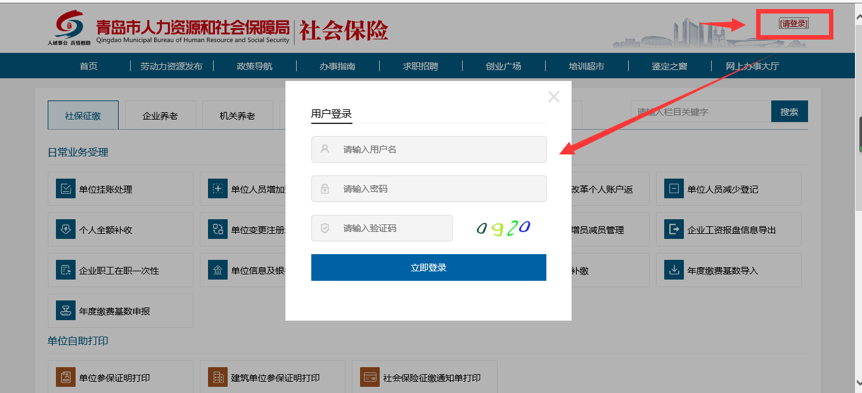 青岛市人力资源和社会保障局 社会保险
Qingdao Municipal Bureau of Human Resource and Social Security
人诚事公 真情相助
[请登录]
首页 劳动力资源发布 政策导航 办事指南 求职招聘 创业广场 培训超市 鉴定之窗 网上办事大厅
社保征缴 企业养老 机关养老
请输入栏目关键字 搜索
日常业务受理
单位挂账处理 单位人员增加 改革个人账户返 单位人员减少登记
个人全额补收 单位变更注册 增员减员管理 企业工资报盘信息导出
企业职工在职一次性 单位信息及银 补缴 年度缴费基数导入
年度缴费基数申报
单位自助打印
单位参保证明打印 建筑单位参保证明打印 社会保险征缴通知单打印
用户登录
请输入用户名
请输入密码
请输入验证码 0920
立即登录